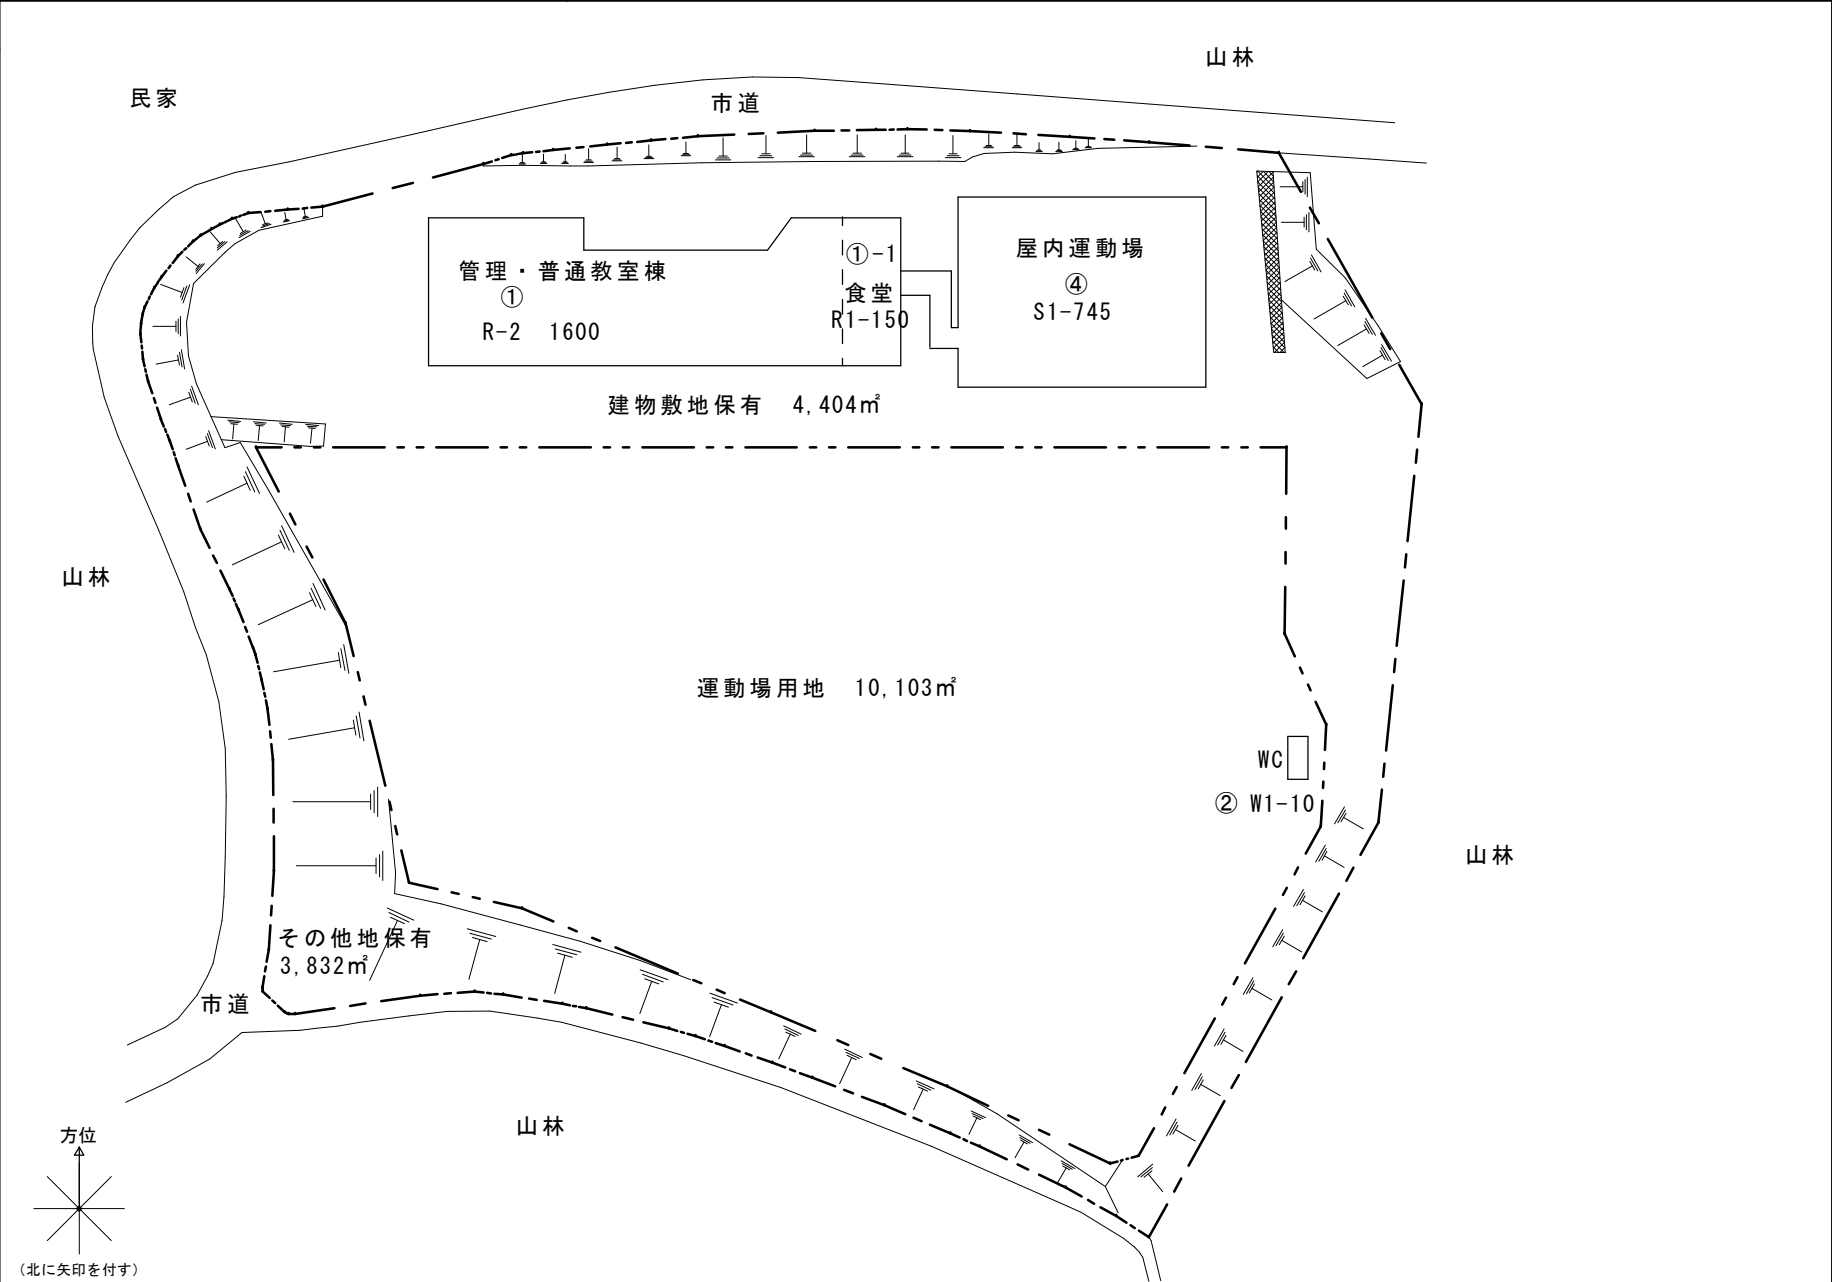 山林
民家
市道
管理・普通教室棟
①
R-2 1600
①-1
食堂
R1-150
屋内運動場
④
S1-745
建物敷地保有 4,404㎡
山林
運動場用地 10,103㎡
WC
② W1-10
山林
その他地保有
3,832㎡
市道
山林
方位
(北に矢印を付す)